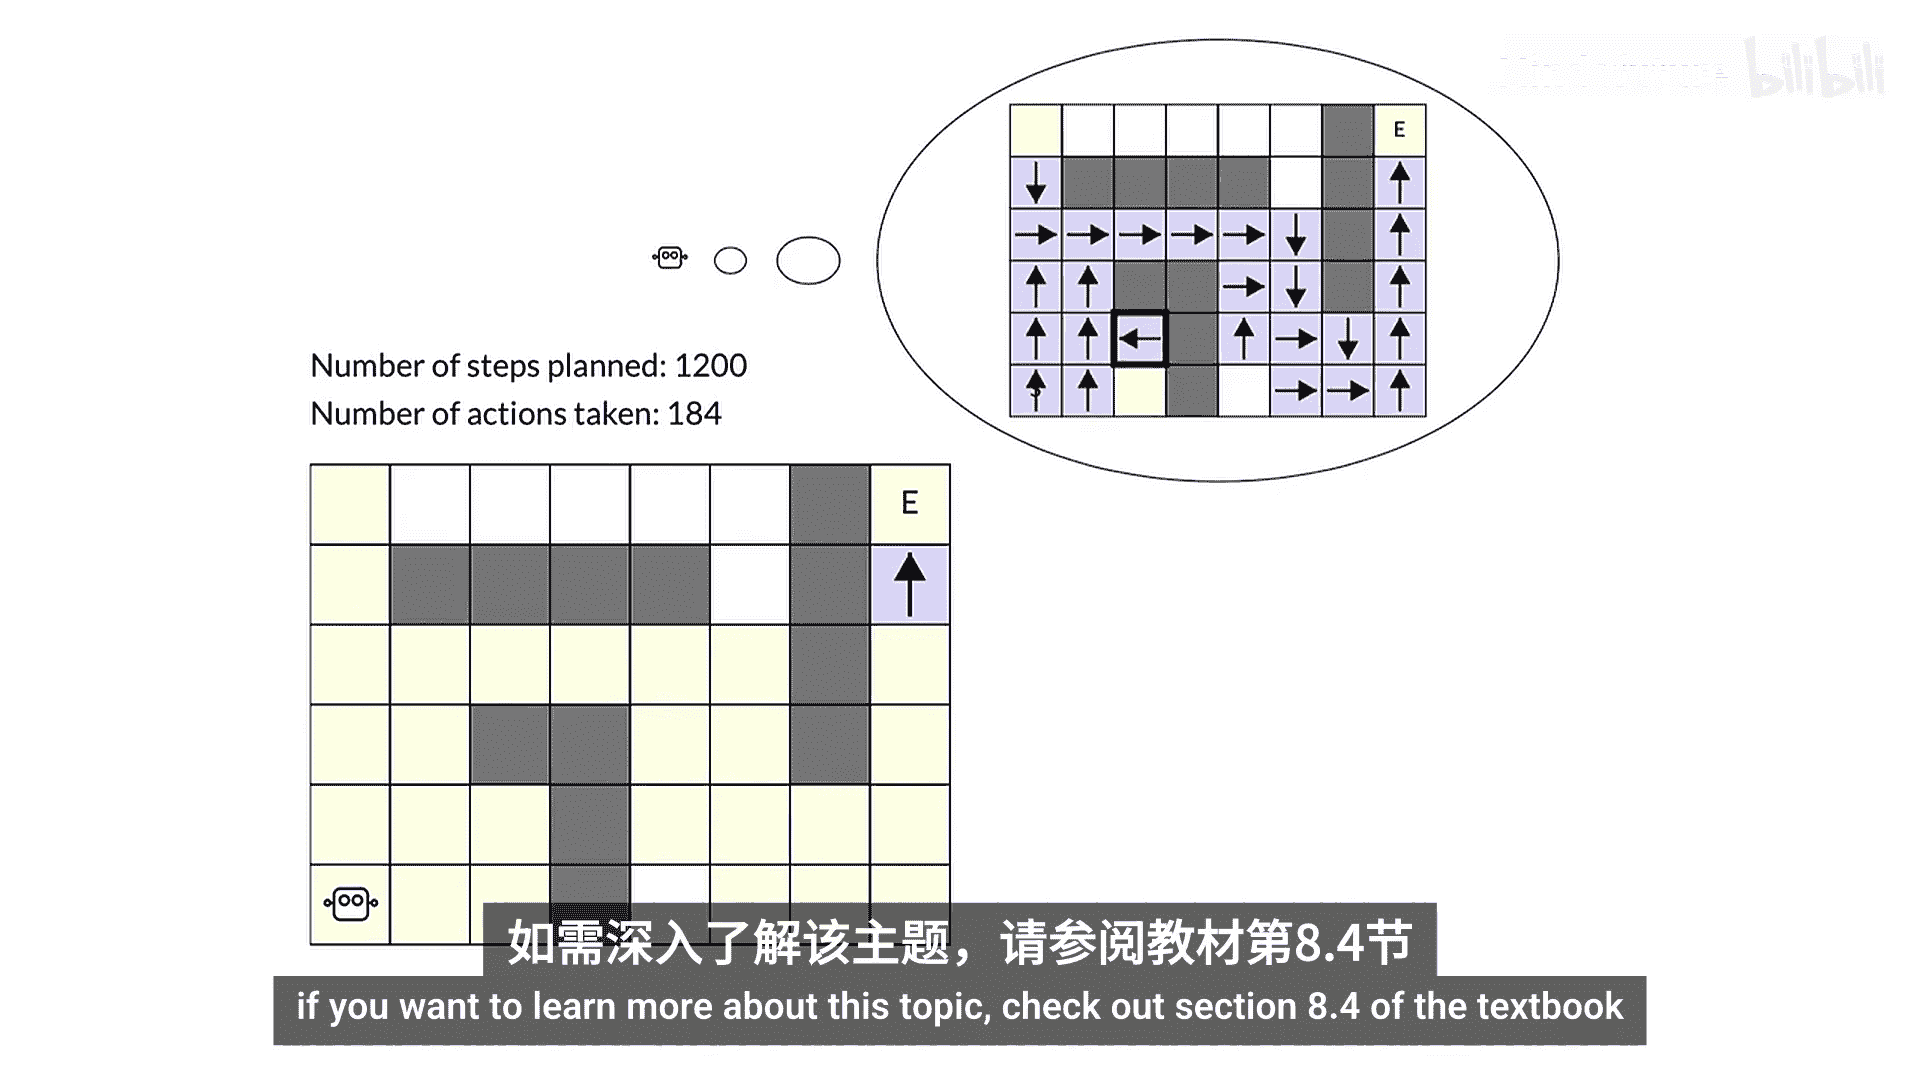 bilibili
E
Number of steps planned: 1200
Number of actions taken: 184
E
如需深入了解该主题，请参阅教材第8.4节
if you want to learn more about this topic, check out section 8.4 of the textbook